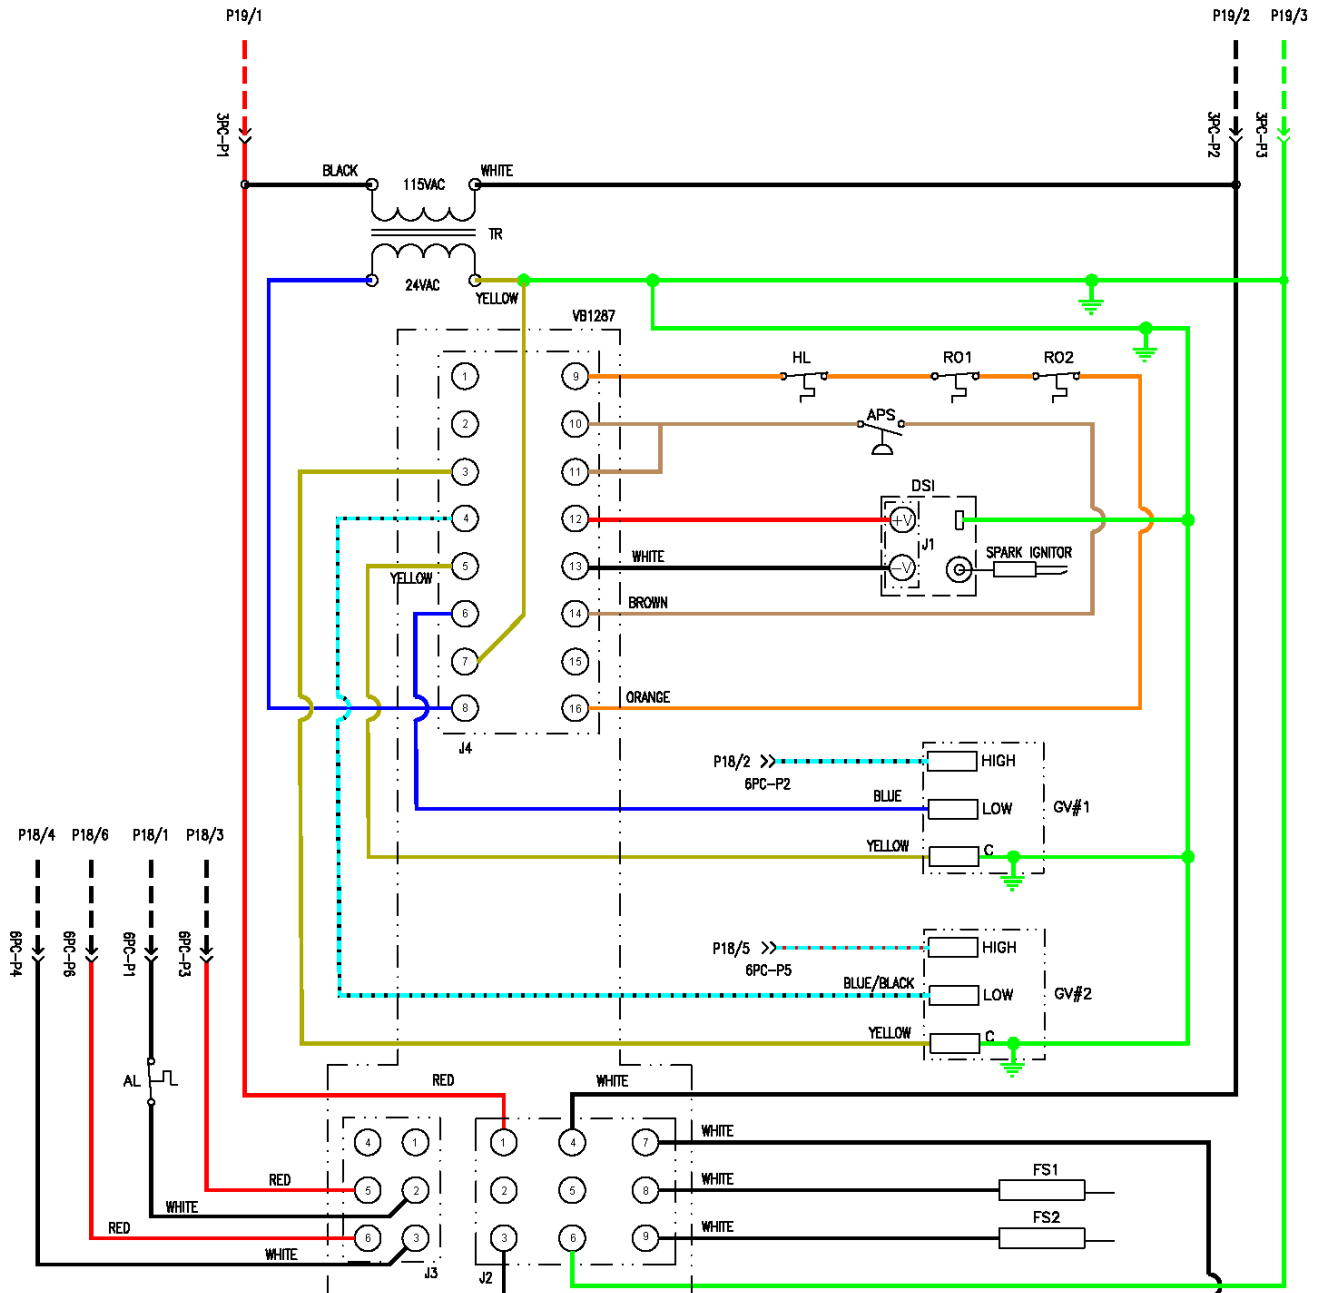 P19/1
P19/2
P19/3
3PC-P1
3PC-P2
3PC-P3
BLACK
115VAC
WHITE
TR
24VAC
YELLOW
VB1287
1
9
HL
RO1
RO2
2
10
APS
3
11
DSI
4
12
+V
J1
WHITE
SPARK IGNITOR
YELLOW
5
13
-V
BROWN
6
14
7
15
ORANGE
8
16
J4
P18/2
6PC-P2
HIGH
BLUE
LOW
GV#1
YELLOW
C
P18/4
P18/6
P18/1
P18/3
6PC-P4
6PC-P6
6PC-P1
6PC-P3
P18/5
6PC-P5
HIGH
BLUE/BLACK
LOW
GV#2
YELLOW
C
AL
RED
WHITE
4
1
1
4
7
WHITE
RED
5
2
2
5
8
WHITE
FS1
WHITE
RED
6
3
3
6
9
WHITE
FS2
WHITE
J3
J2